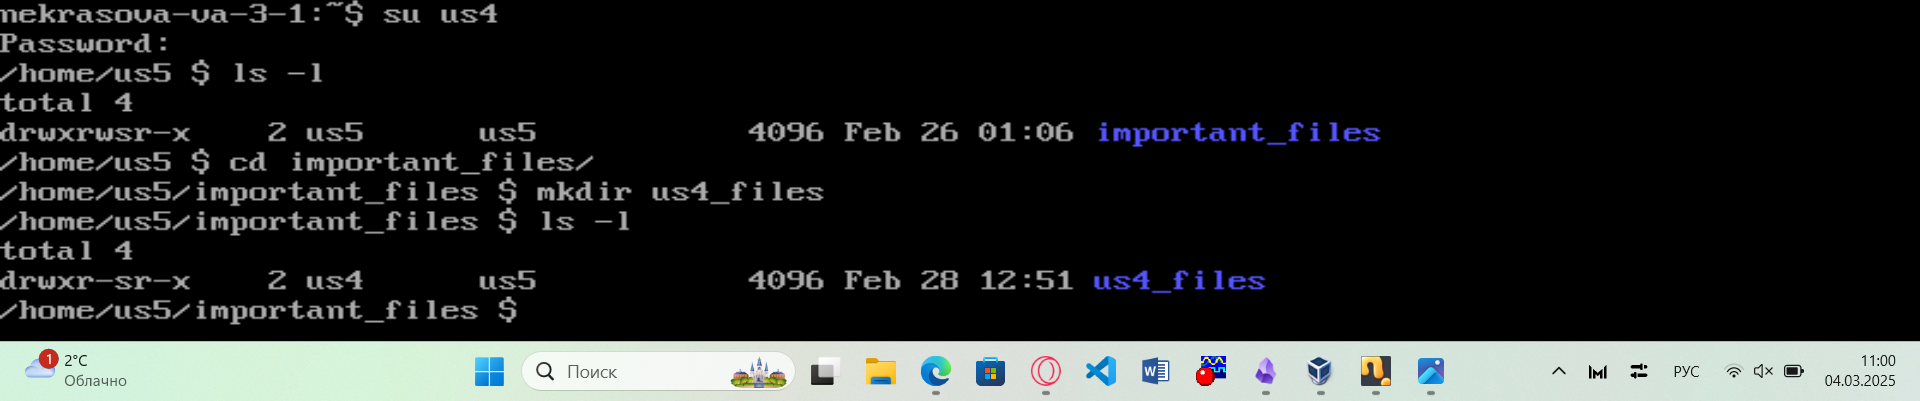 nekrasova-va-3-1:~$ su us4
Password:
/home/us5 $ ls -l
total 4
drwxrwsr-x    2 us5      us5           4096 Feb 26 01:06 important_files
/home/us5 $ cd important_files/
/home/us5/important_files $ mkdir us4_files
/home/us5/important_files $ ls -l
total 4
drwxr-sr-x    2 us4      us5           4096 Feb 28 12:51 us4_files
/home/us5/important_files $
1
2°C
Облачно
Поиск
W
РУС
11:00
04.03.2025